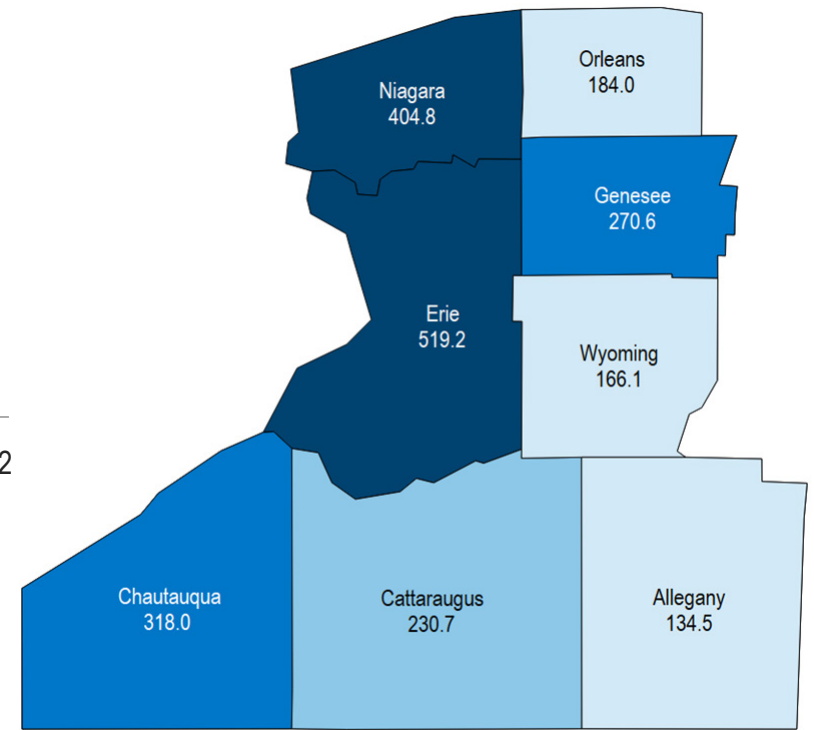 Orleans
184.0
Niagara
404.8
Genesee
270.6
Erie
519.2
Wyoming
166.1
2
Chautauqua
318.0
Cattaraugus
230.7
Allegany
134.5